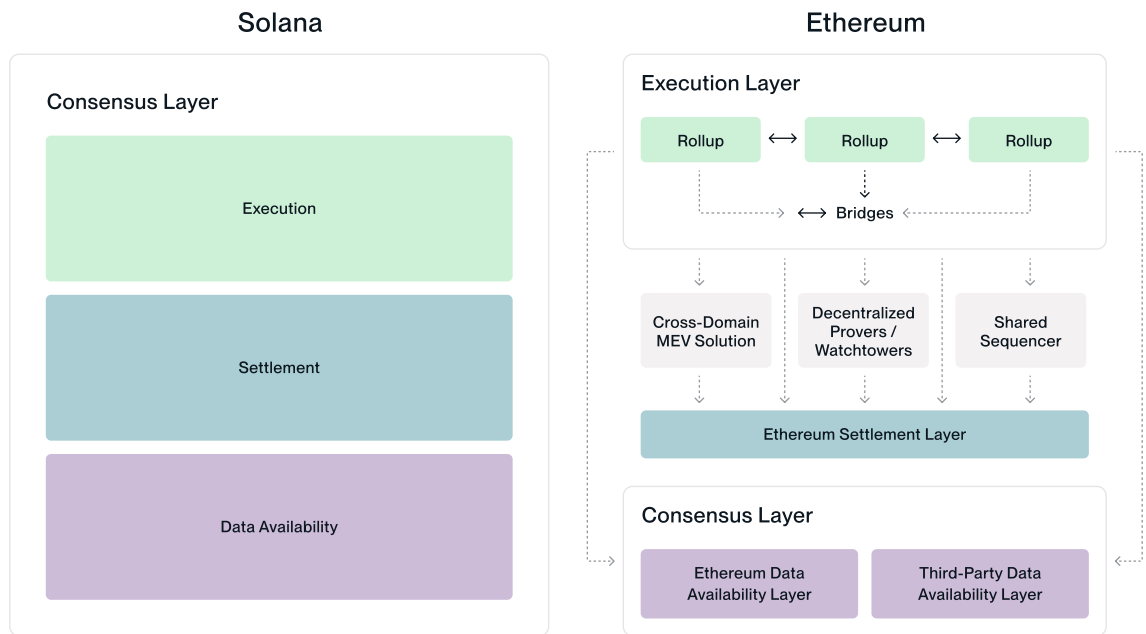 Solana
Consensus Layer
Execution
Settlement
Data Availability
Ethereum
Execution Layer
Rollup
Rollup
Rollup
Bridges
Cross-Domain
MEV Solution
Decentralized
Provers /
Watchtowers
Shared
Sequencer
Ethereum Settlement Layer
Consensus Layer
Ethereum Data
Availability Layer
Third-Party Data
Availability Layer